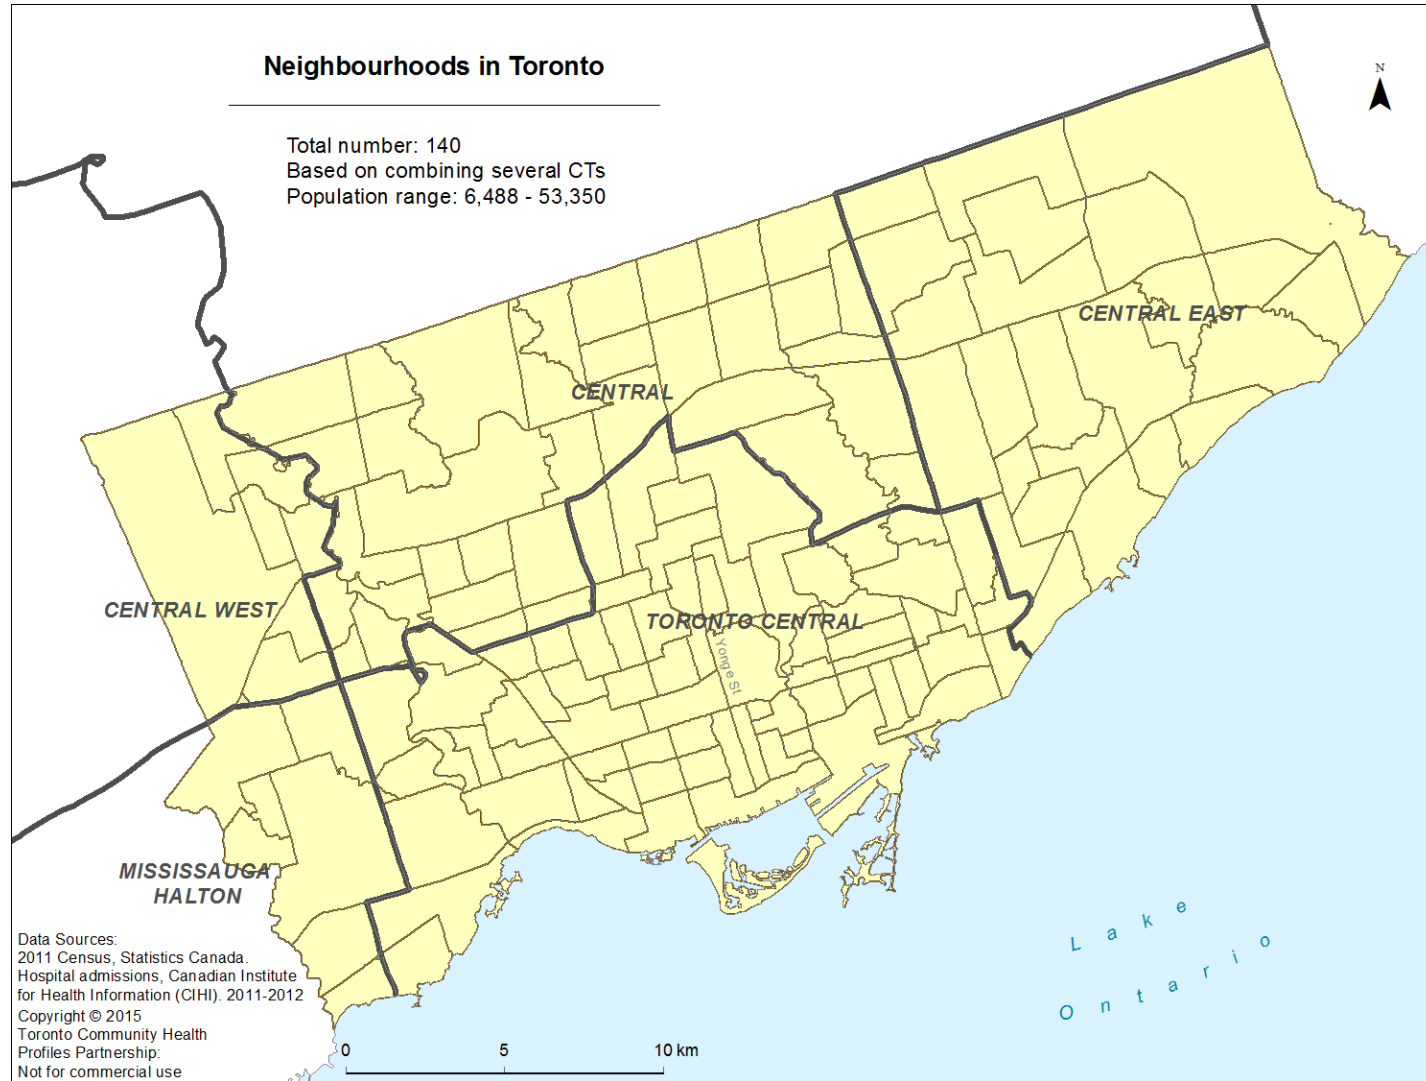 Neighbourhoods in Toronto
Total number: 140
Based on combining several CTs
Population range: 6,488 - 53,350
N
CENTRAL EAST
CENTRAL
CENTRAL WEST
TORONTO CENTRAL
Yonge St
MISSISSAUGA
HALTON
Lake
Ontario
Data Sources:
2011 Census, Statistics Canada.
Hospital admissions, Canadian Institute
for Health Information (CIHI). 2011-2012
Copyright © 2015
Toronto Community Health
Profiles Partnership:
Not for commercial use
0 5 10 km